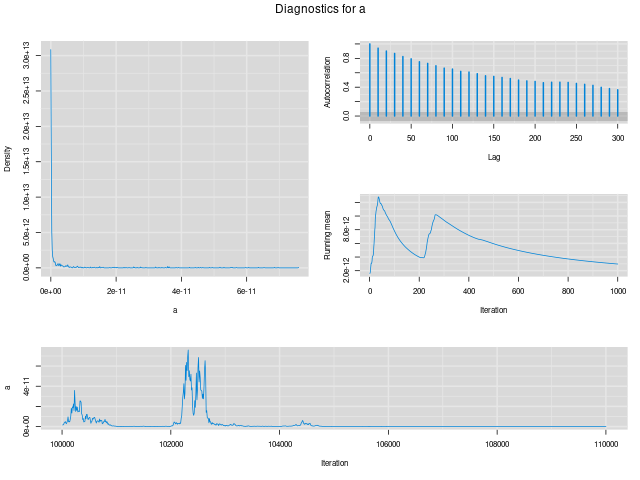 Diagnostics for a
Density
0.0e+00 5.0e+12 1.0e+13 1.5e+13 2.0e+13 2.5e+13 3.0e+13
0e+00 2e-11 4e-11 6e-11
a
Autocorrelation
0.0 0.4 0.8
0 50 100 150 200 250 300
Lag
Running mean
2.0e-12 8.0e-12
0 200 400 600 800 1000
Iteration
a
0e+00 4e-11
100000 102000 104000 106000 108000 110000
Iteration